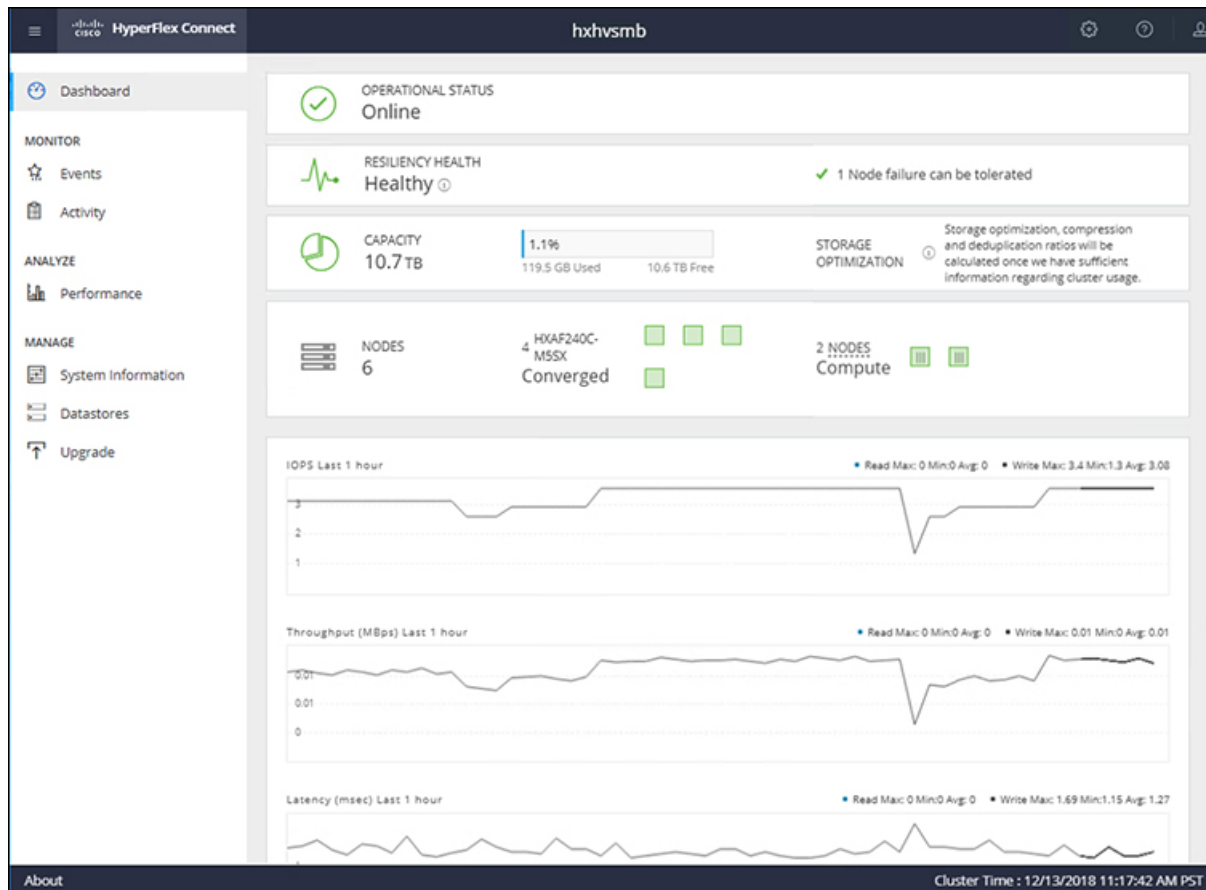 cisco HyperFlex Connect
hxhvsmb
Dashboard
MONITOR
Events
Activity
ANALYZE
Performance
MANAGE
System Information
Datastores
Upgrade
OPERATIONAL STATUS
Online
RESILIENCY HEALTH
Healthy
1 Node failure can be tolerated
CAPACITY
10.7 TB
1.1%
119.5 GB Used
10.6 TB Free
STORAGE
OPTIMIZATION
Storage optimization, compression
and deduplication ratios will be
calculated once we have sufficient
information regarding cluster usage.
NODES
6
4 HXAF240C-
M5SX
Converged
2 NODES
Compute
IOPS Last 1 hour
Read Max: 0 Min:0 Avg: 0
Write Max: 3.4 Min:1.3 Avg: 3.08
3
2
1
Throughput (MBps) Last 1 hour
Read Max: 0 Min:0 Avg: 0
Write Max: 0.01 Min:0 Avg: 0.01
0.01
0.01
0
Latency (msec) Last 1 hour
Read Max: 0 Min:0 Avg: 0
Write Max: 1.69 Min:1.15 Avg: 1.27
About
Cluster Time : 12/13/2018 11:17:42 AM PST